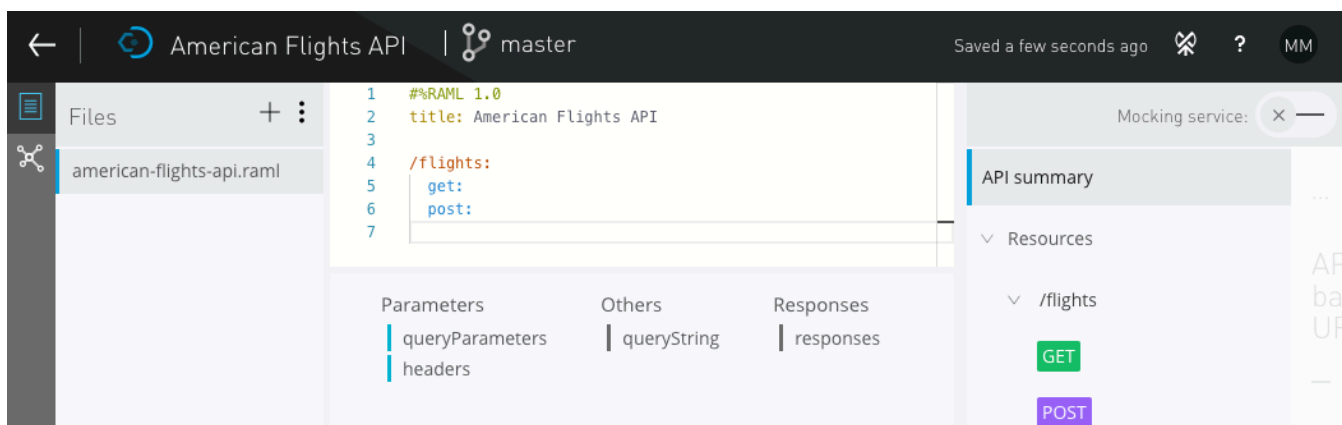 American Flights API
master
Saved a few seconds ago
?
MM
Files
american-flights-api.raml
1 #%RAML 1.0
2 title: American Flights API
3
4 /flights:
5 get:
6 post:
7
Parameters
queryParameters
headers
Others
queryString
Responses
responses
Mocking service:
API summary
Resources
/flights
GET
POST
...